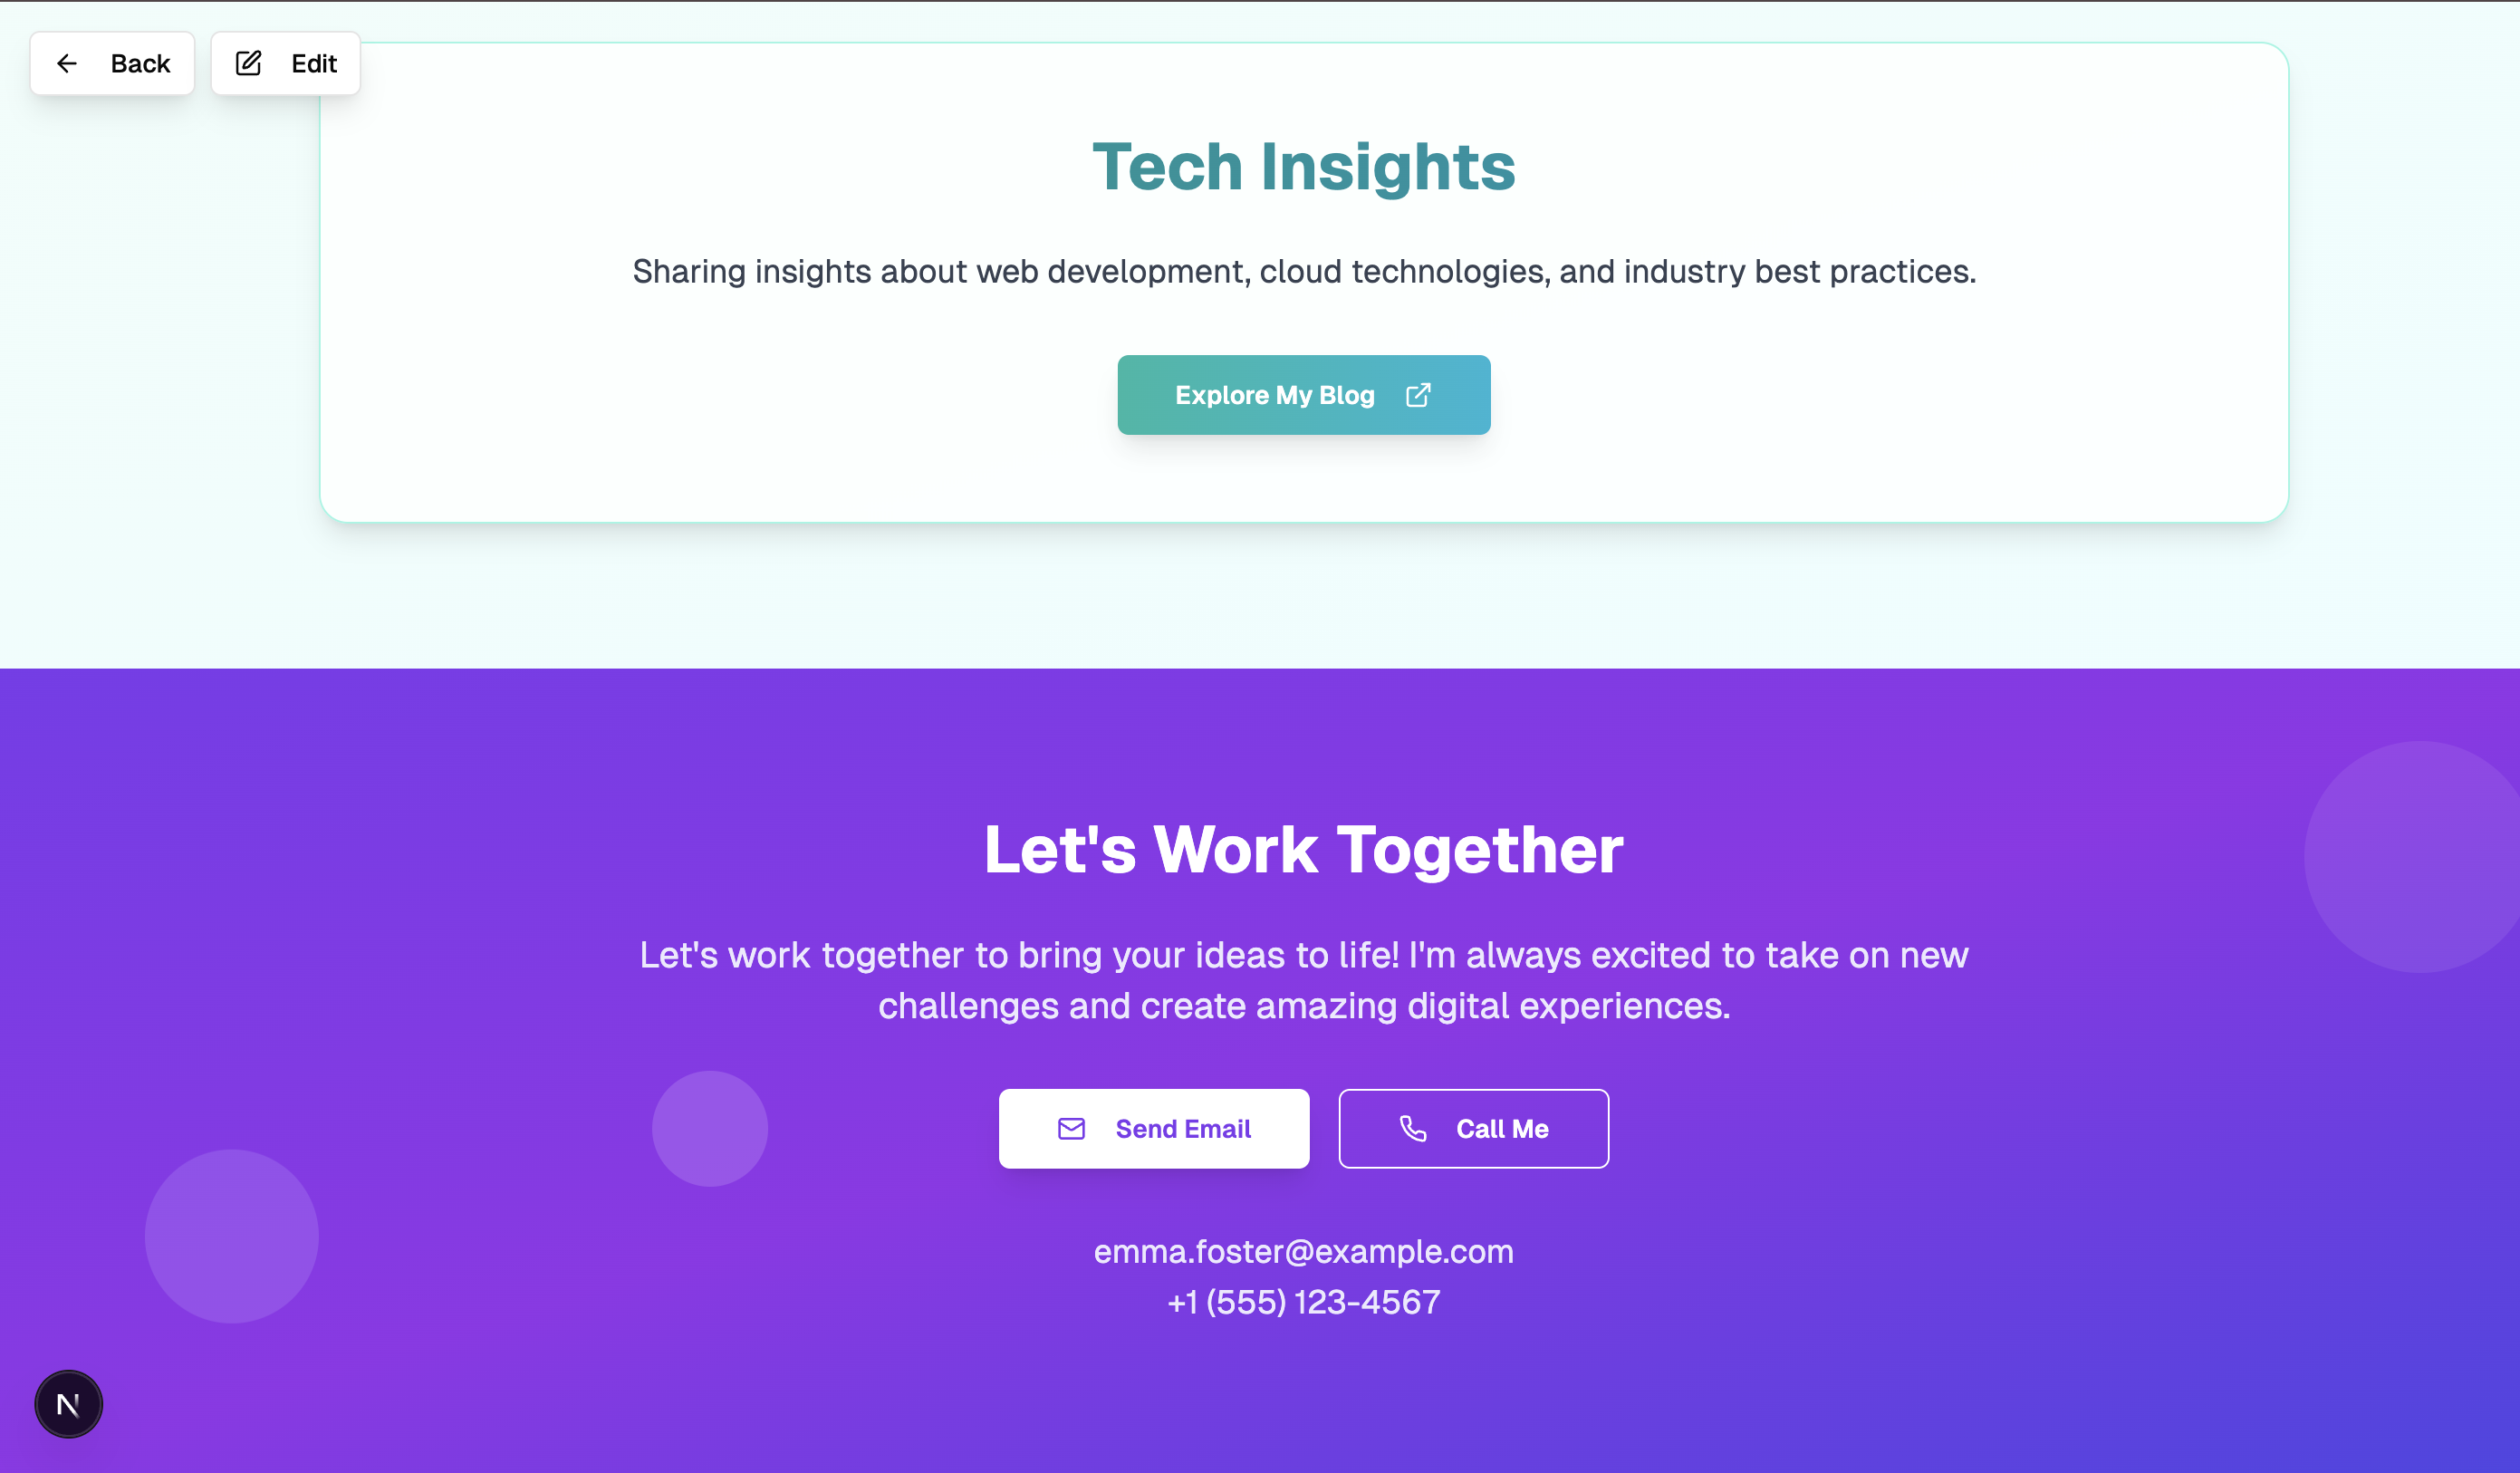 Back
Edit
Tech Insights
Sharing insights about web development, cloud technologies, and industry best practices.
Explore My Blog
Let's Work Together
Let's work together to bring your ideas to life! I'm always excited to take on new
challenges and create amazing digital experiences.
Send Email
Call Me
emma.foster@example.com
+1 (555) 123-4567
N